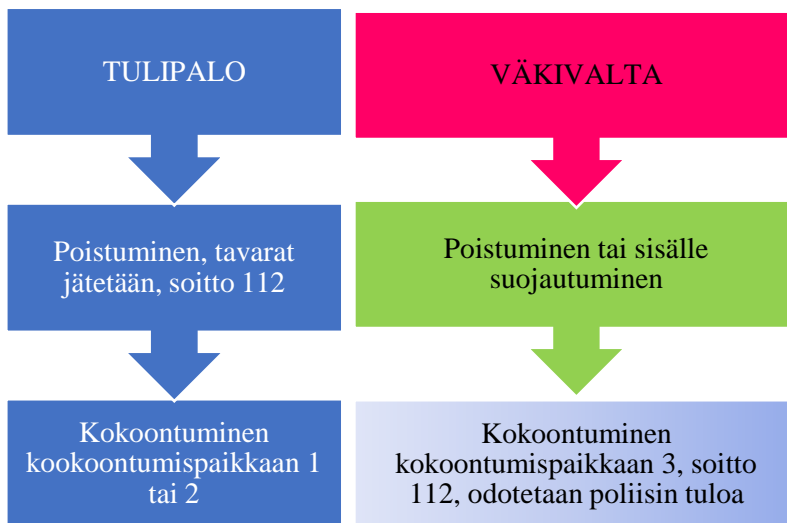 TULIPALO
Poistuminen, tavarat
jätetään, soitto 112
Kokoontuminen
kookoontumispaikkaan 1
tai 2
VÄKIVALTA
Poistuminen tai sisälle
suojautuminen
Kokoontuminen
kokoontumispaikkaan 3, soitto
112, odotetaan poliisin tuloa